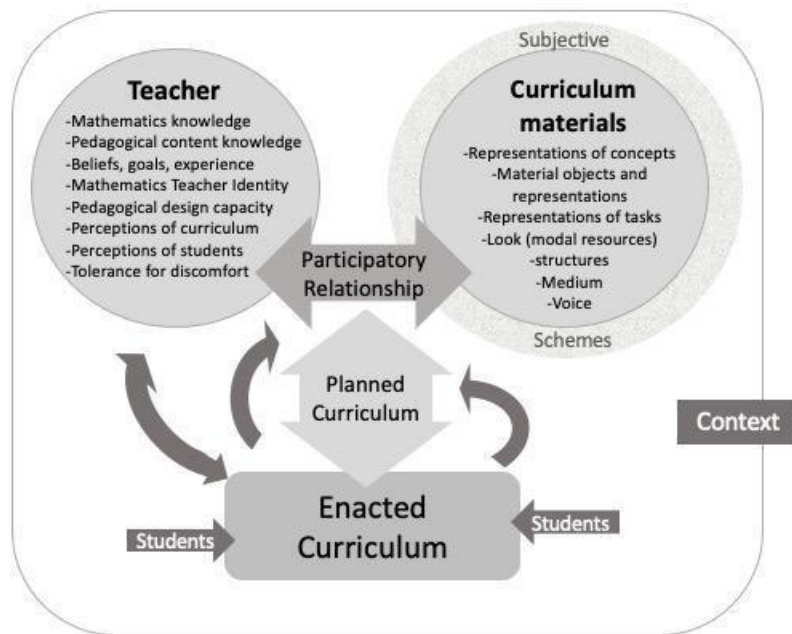 Subjective
Teacher
-Mathematics knowledge
-Pedagogical content knowledge
-Beliefs, goals, experience
-Mathematics Teacher Identity
-Pedagogical design capacity
-Perceptions of curriculum
-Perceptions of students
-Tolerance for discomfort
Curriculum
materials
-Representations of concepts
-Material objects and
representations
-Representations of tasks
-Look (modal resources)
-structures
-Medium
-Voice
Schemes
Participatory
Relationship
Planned
Curriculum
Context
Enacted
Curriculum
Students
Students